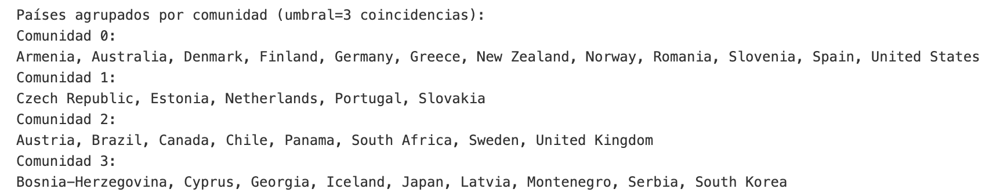 Países agrupados por comunidad (umbral=3 coincidencias):
Comunidad 0:
Armenia, Australia, Denmark, Finland, Germany, Greece, New Zealand, Norway, Romania, Slovenia, Spain, United States
Comunidad 1:
Czech Republic, Estonia, Netherlands, Portugal, Slovakia
Comunidad 2:
Austria, Brazil, Canada, Chile, Panama, South Africa, Sweden, United Kingdom
Comunidad 3:
Bosnia–Herzegovina, Cyprus, Georgia, Iceland, Japan, Latvia, Montenegro, Serbia, South Korea